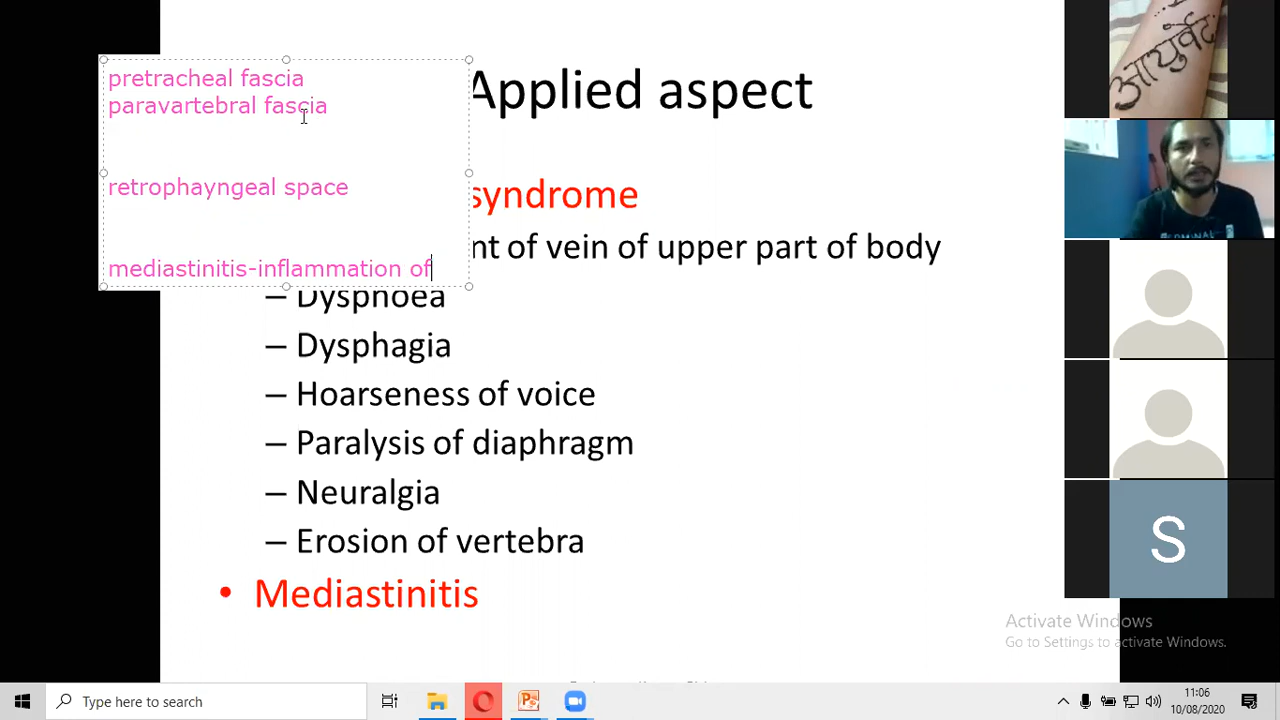 pretracheal fascia
paravartebral fascia
retrophayngeal space
mediastinitis-inflammation of
Applied aspect
syndrome
nt of vein of upper part of body
– Dyspnoea
– Dysphagia
– Hoarseness of voice
– Paralysis of diaphragm
– Neuralgia
– Erosion of vertebra
• Mediastinitis
आयुर्वेद
S
Activate Windows
Go to Settings to activate Windows.
Type here to search
11:06
10/08/2020